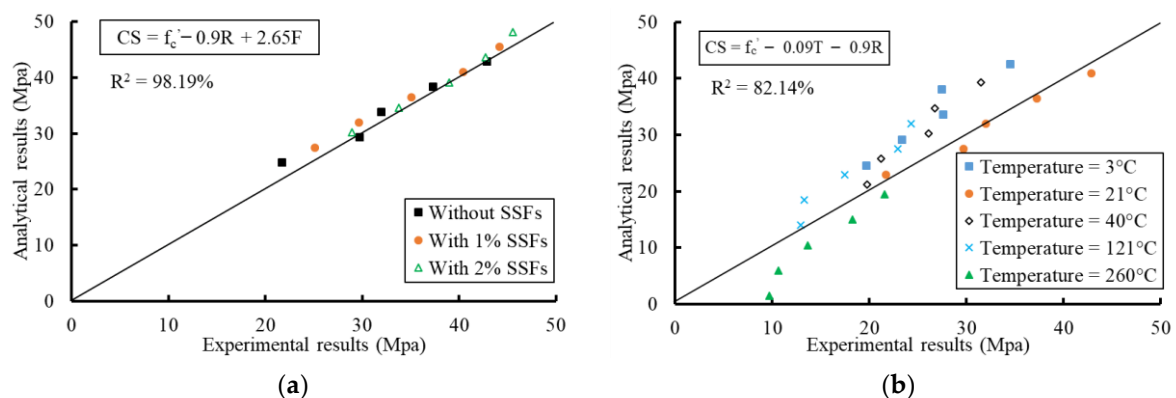 50
40
30
20
10
0
Analytical results (Mpa)
CS = f_c' − 0.9R + 2.65F
R² = 98.19%
Without SSFs
With 1% SSFs
With 2% SSFs
0 10 20 30 40 50
Experimental results (Mpa)
(a)
50
40
30
20
10
0
Analytical results (Mpa)
CS = f_c' − 0.09T − 0.9R
R² = 82.14%
Temperature = 3°C
Temperature = 21°C
Temperature = 40°C
Temperature = 121°C
Temperature = 260°C
0 10 20 30 40 50
Experimental results (Mpa)
(b)